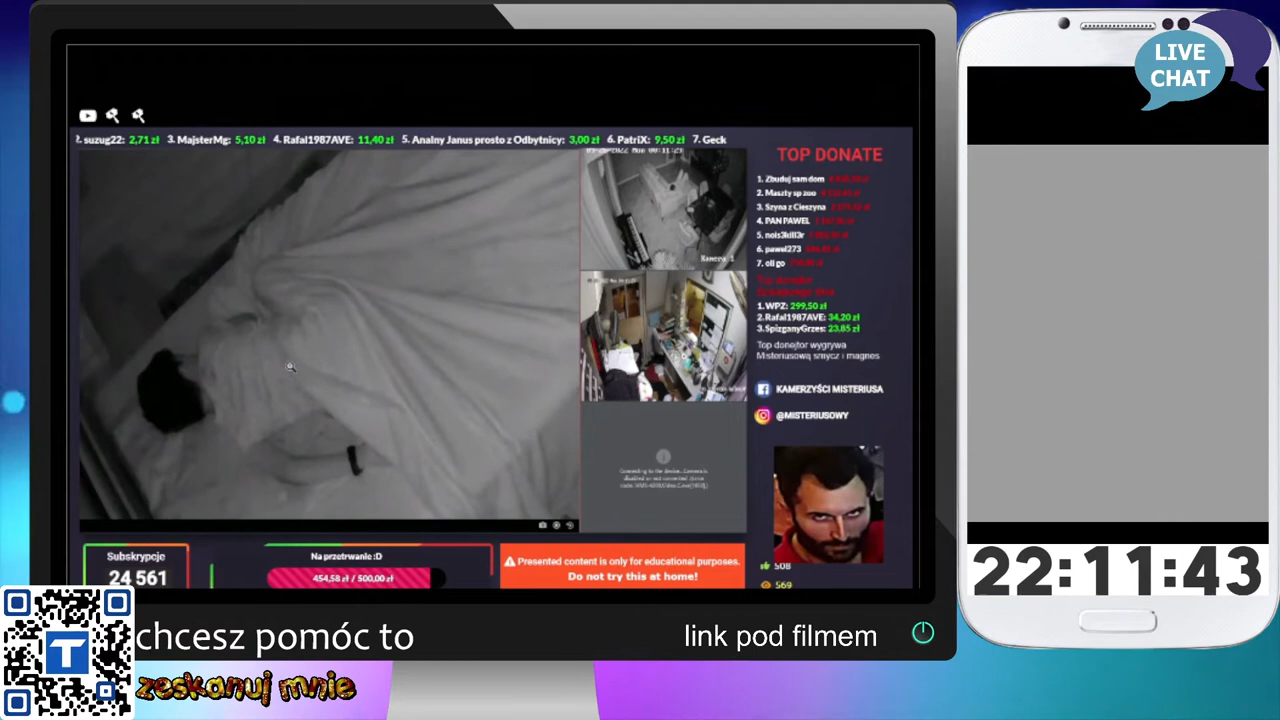 LIVE
CHAT
2. suzug22: 2,71 zł 3. MajsterMg: 5,10 zł 4. Rafal1987AVE: 11,40 zł 5. Analny Janus prosto z Odbytnicy: 3,00 zł 6. PatriX: 9,50 zł 7. Geck
TOP DONATE
1. Zbuduj sam dom
2. Maszty sp zoo
3. Szyna z Cieszyna
4. PAN PAWEL
5. nois3kill3r
6. pawel273
7. oli go
Kamera 1
1. WPZ: 299,50 zł
2. Rafal1987AVE: 34,20 zł
3. SpizganyGrzes: 23,85 zł
Top donejtor wygrywa
Misteriusową smycz i magnes
KAMERZYŚCI MISTERIUSA
@MISTERIUSOWY
Subskrypcje
24 561
Na przetrwanie :D
454,58 zł / 500,00 zł
Presented content is only for educational purposes.
Do not try this at home!
508
569
22:11:43
chcesz pomóc to
link pod filmem
T
zeskanuj mnie